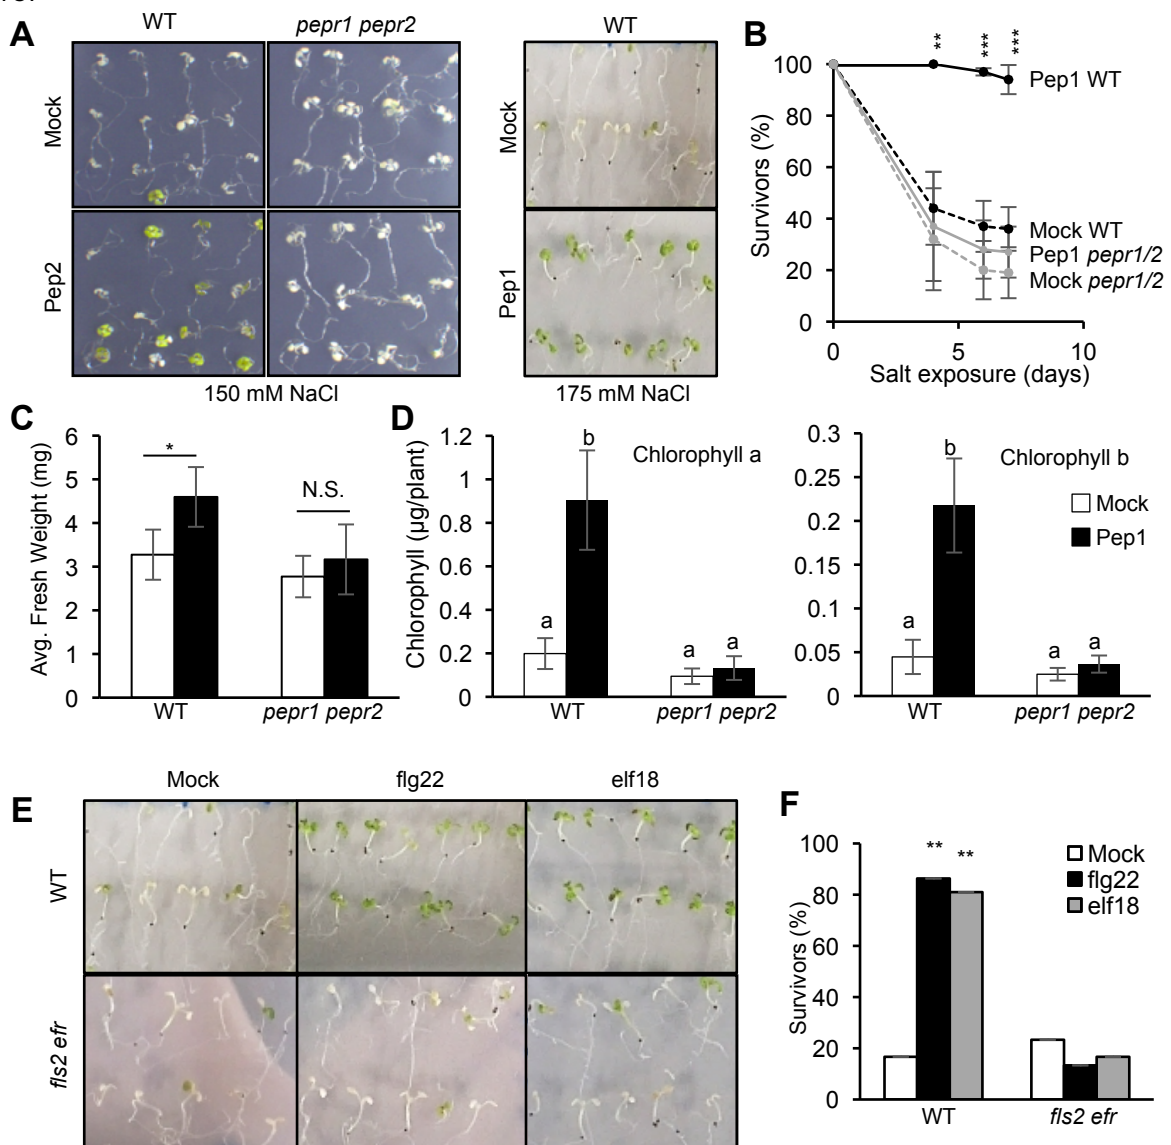 A
WT
pepr1 pepr2
WT
Mock
Pep2
Mock
Pep1
150 mM NaCl
175 mM NaCl
B
**
***
***
100
80
60
40
20
0
Survivors (%)
0
5
10
Salt exposure (days)
Pep1 WT
Mock WT
Pep1 pepr1/2
Mock pepr1/2
C
6
5
4
3
2
1
0
Avg. Fresh Weight (mg)
*
N.S.
WT
pepr1 pepr2
D
1.2
1
0.8
0.6
0.4
0.2
0
Chlorophyll (µg/plant)
Chlorophyll a
a
b
a
a
WT
pepr1 pepr2
0.3
0.25
0.2
0.15
0.1
0.05
0
Chlorophyll b
Mock
Pep1
a
b
a
a
WT
pepr1 pepr2
E
Mock
flg22
elf18
WT
fls2 efr
F
100
80
60
40
20
0
Survivors (%)
**
**
Mock
flg22
elf18
WT
fls2 efr